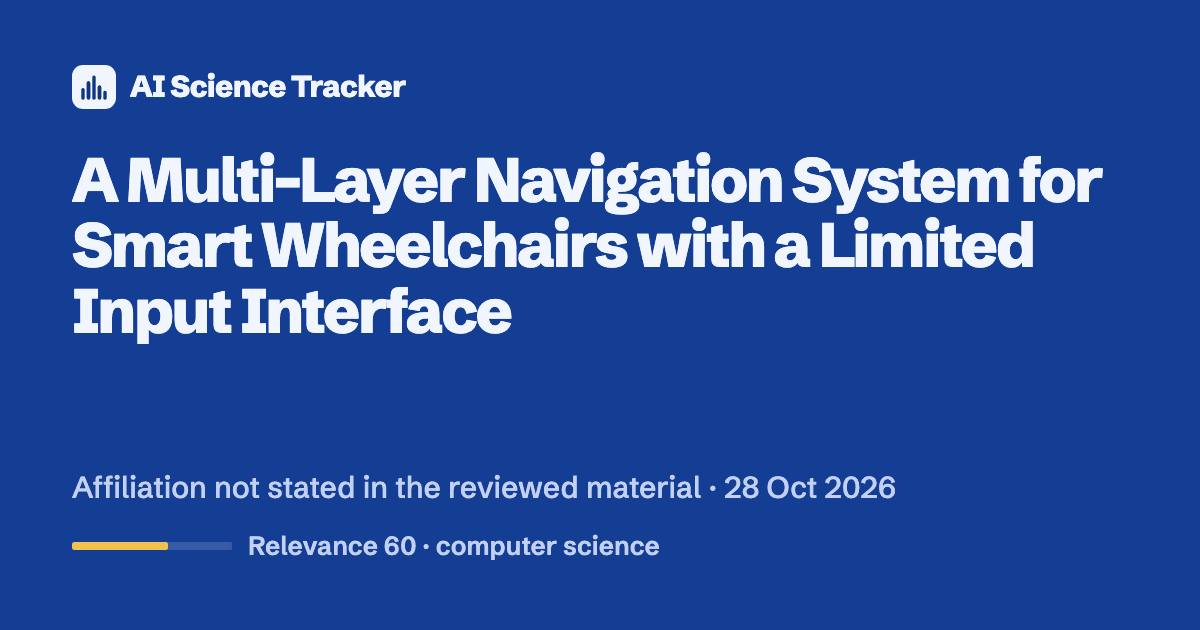 AI Science Tracker
A Multi-Layer Navigation System for
Smart Wheelchairs with a Limited
Input Interface
Affiliation not stated in the reviewed material · 28 Oct 2026
Relevance 60 · computer science